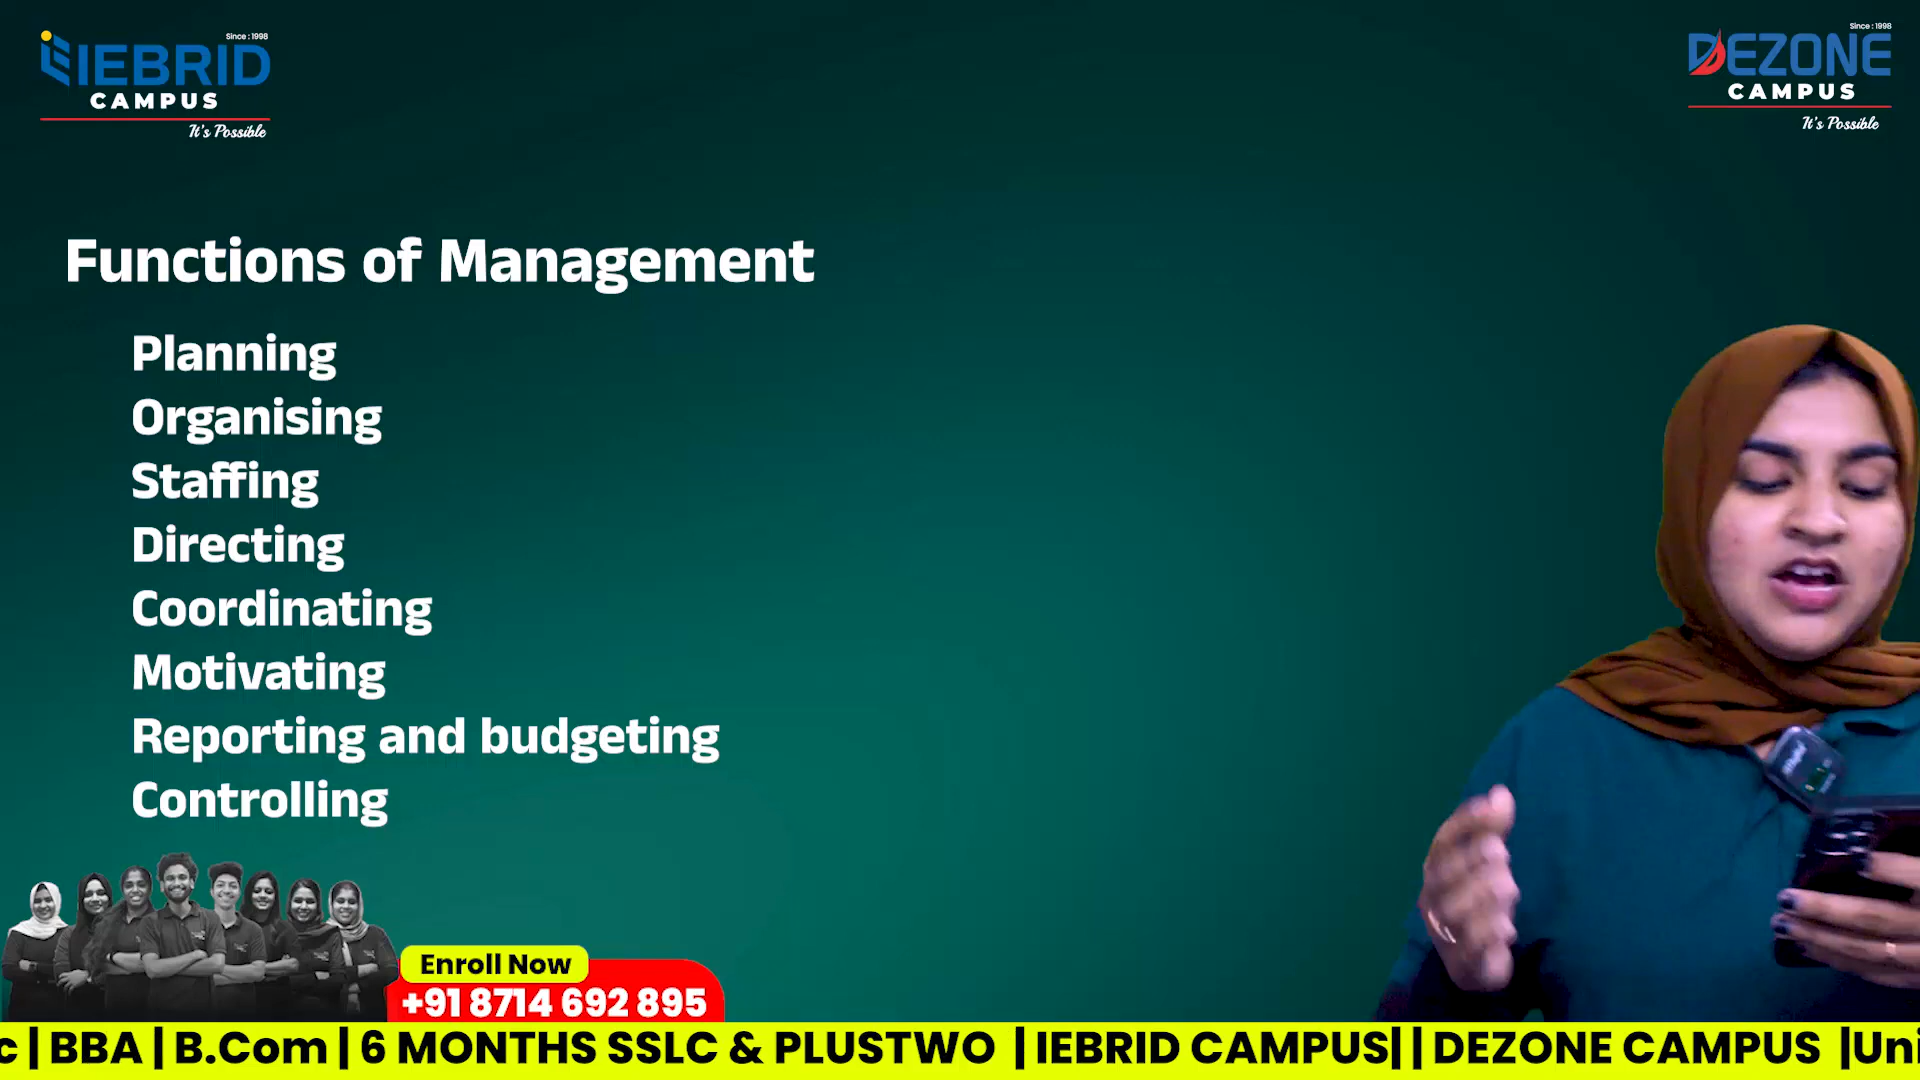 Since : 1998
IEBRID
CAMPUS
It's Possible
Since : 1998
DEZONE
CAMPUS
It's Possible
Functions of Management
Planning
Organising
Staffing
Directing
Coordinating
Motivating
Reporting and budgeting
Controlling
Enroll Now
+91 8714 692 895
c | BBA | B.Com | 6 MONTHS SSLC & PLUSTWO | IEBRID CAMPUS| | DEZONE CAMPUS |Uni